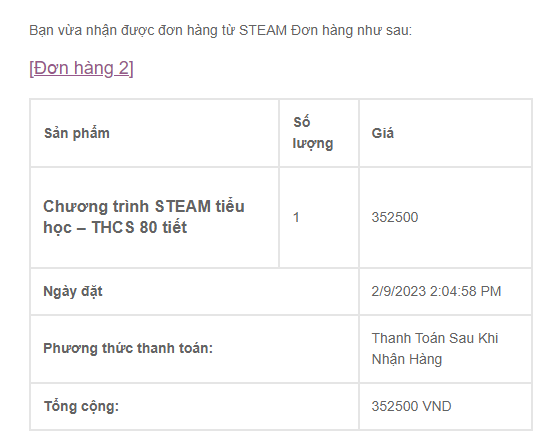 Bạn vừa nhận được đơn hàng từ STEAM Đơn hàng như sau:
[Đơn hàng 2]
Sản phẩm
Số
lượng
Giá
Chương trình STEAM tiểu
học – THCS 80 tiết
1
352500
Ngày đặt
2/9/2023 2:04:58 PM
Phương thức thanh toán:
Thanh Toán Sau Khi
Nhận Hàng
Tổng cộng:
352500 VND